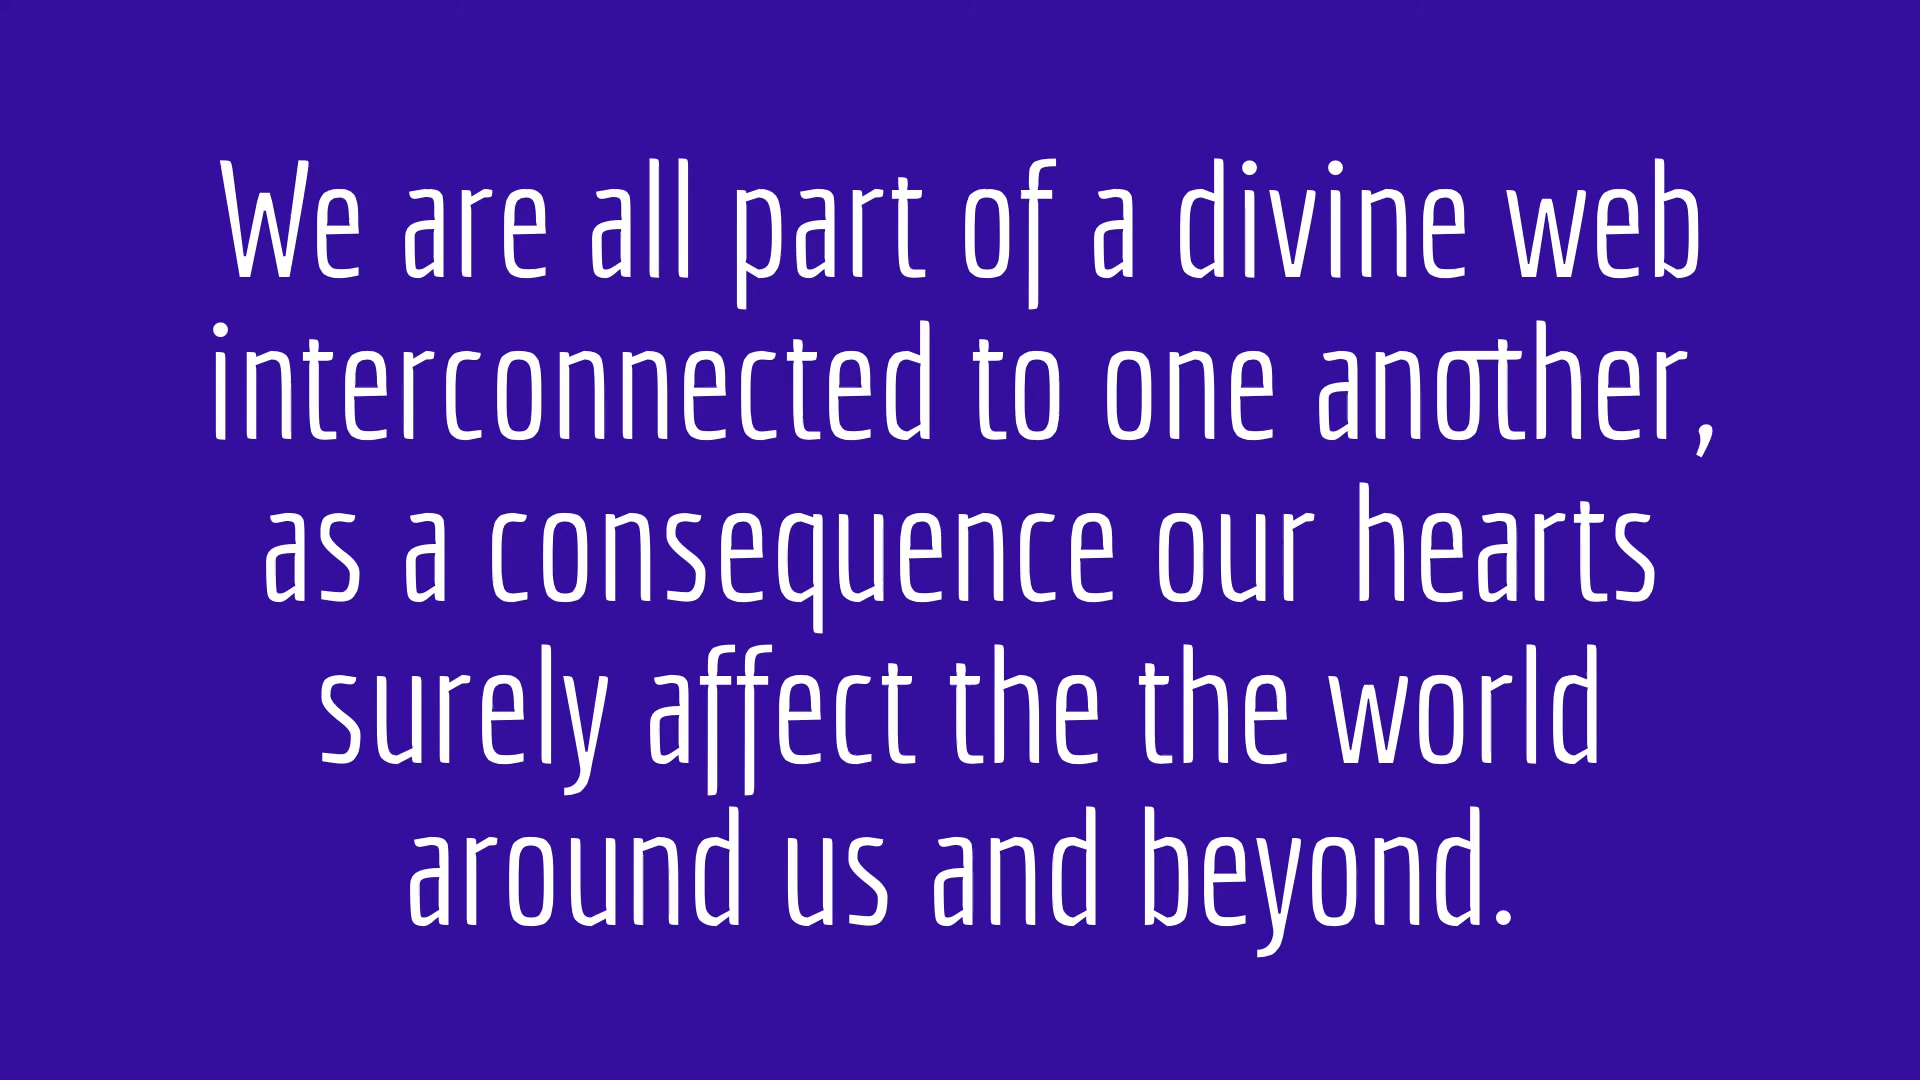 We are all part of a divine web
interconnected to one another,
as a consequence our hearts
surely affect the the world
around us and beyond.